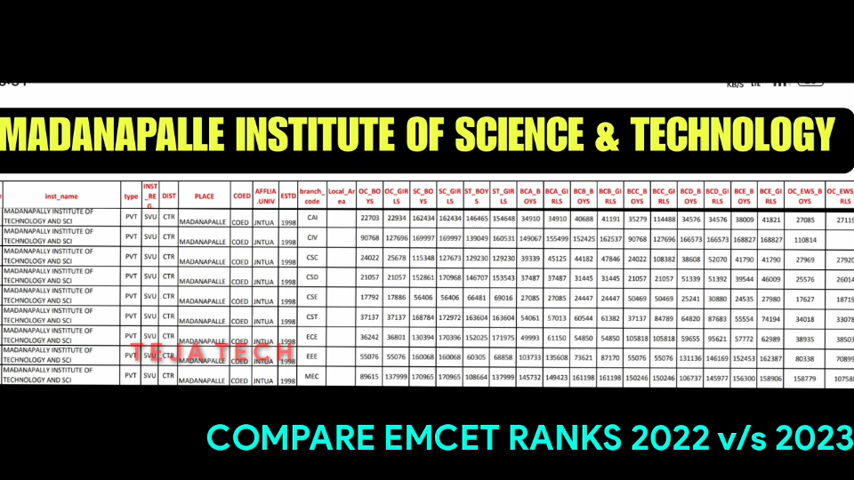 KB/S LTE
MADANAPALLE INSTITUTE OF SCIENCE & TECHNOLOGY
inst_name type INST_REG. DIST PLACE COED AFFLIA.UNIV ESTD branch_code Local_Area OC_BOYS OC_GIRLS SC_BOYS SC_GIRLS ST_BOYS ST_GIRLS BCA_BOYS BCA_GIRLS BCB_BOYS BCB_GIRLS BCC_BOYS BCC_GIRLS BCD_BOYS BCD_GIRLS BCE_BOYS BCE_GIRLS OC_EWS_BOYS OC_EWS_GIRLS
MADANAPALLY INSTITUTE OF TECHNOLOGY AND SCI PVT SVU CTR MADANAPALLE COED JNTUA 1998 CAI 22703 22934 162434 162434 146465 154648 34910 34910 40688 41191 35279 114488 34576 34576 38009 41821 27085 27119
MADANAPALLY INSTITUTE OF TECHNOLOGY AND SCI PVT SVU CTR MADANAPALLE COED JNTUA 1998 CIV 90768 127696 169997 169997 139049 160531 149067 155499 152425 162537 90768 127696 166573 166573 168827 168827 110814
MADANAPALLY INSTITUTE OF TECHNOLOGY AND SCI PVT SVU CTR MADANAPALLE COED JNTUA 1998 CSC 24022 25678 115348 127673 129230 129230 39339 45125 44182 47846 24022 108382 38608 52070 41790 41790 27969 27920
MADANAPALLY INSTITUTE OF TECHNOLOGY AND SCI PVT SVU CTR MADANAPALLE COED JNTUA 1998 CSD 21057 21057 152861 170968 146707 153543 37487 37487 31445 31445 21057 21057 51339 51391 39544 46009 25576 26014
MADANAPALLY INSTITUTE OF TECHNOLOGY AND SCI PVT SVU CTR MADANAPALLE COED JNTUA 1998 CSE 17792 17886 56406 56406 66481 69016 27085 27085 24447 24447 50469 50469 25241 30880 24535 27980 17627 18719
MADANAPALLY INSTITUTE OF TECHNOLOGY AND SCI PVT SVU CTR MADANAPALLE COED JNTUA 1998 CST 37137 37137 168784 172972 163604 163604 54061 57013 60544 61382 37137 84789 64820 87683 55554 74194 34018 33078
MADANAPALLY INSTITUTE OF TECHNOLOGY AND SCI PVT SVU CTR MADANAPALLE COED JNTUA 1998 ECE 36242 36801 130394 170396 152025 171975 49993 61150 54850 54850 105818 105818 59655 95621 57772 62989 38935
MADANAPALLY INSTITUTE OF TECHNOLOGY AND SCI PVT SVU CTR MADANAPALLE COED JNTUA 1998 EEE 55076 55076 160068 160068 60305 68858 103733 135608 73621 87170 55076 55076 131136 146169 152453 162387 80338 70899
MADANAPALLY INSTITUTE OF TECHNOLOGY AND SCI PVT SVU CTR MADANAPALLE COED JNTUA 1998 MEC 89615 137999 170965 170965 108664 137999 145732 149423 161198 161198 150246 150246 106737 145977 156300 158906 158779
TEJA TECH
COMPARE EMCET RANKS 2022 v/s 2023